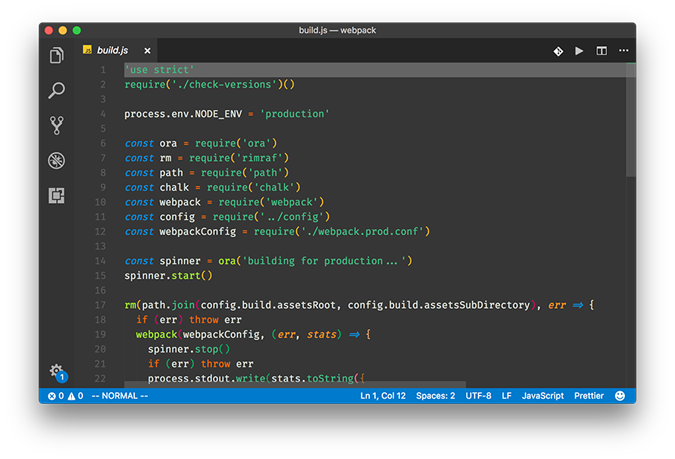 build.js — webpack
JS build.js ×
1 'use strict'
2 require('./check-versions')()
3
4 process.env.NODE_ENV = 'production'
5
6 const ora = require('ora')
7 const rm = require('rimraf')
8 const path = require('path')
9 const chalk = require('chalk')
10 const webpack = require('webpack')
11 const config = require('../config')
12 const webpackConfig = require('./webpack.prod.conf')
13
14 const spinner = ora('building for production...')
15 spinner.start()
16
17 rm(path.join(config.build.assetsRoot, config.build.assetsSubDirectory), err => {
18 if (err) throw err
19 webpack(webpackConfig, (err, stats) => {
20 spinner.stop()
21 if (err) throw err
22 process.stdout.write(stats.toString({
1
0 0 -- NORMAL -- Ln 1, Col 12 Spaces: 2 UTF-8 LF JavaScript Prettier